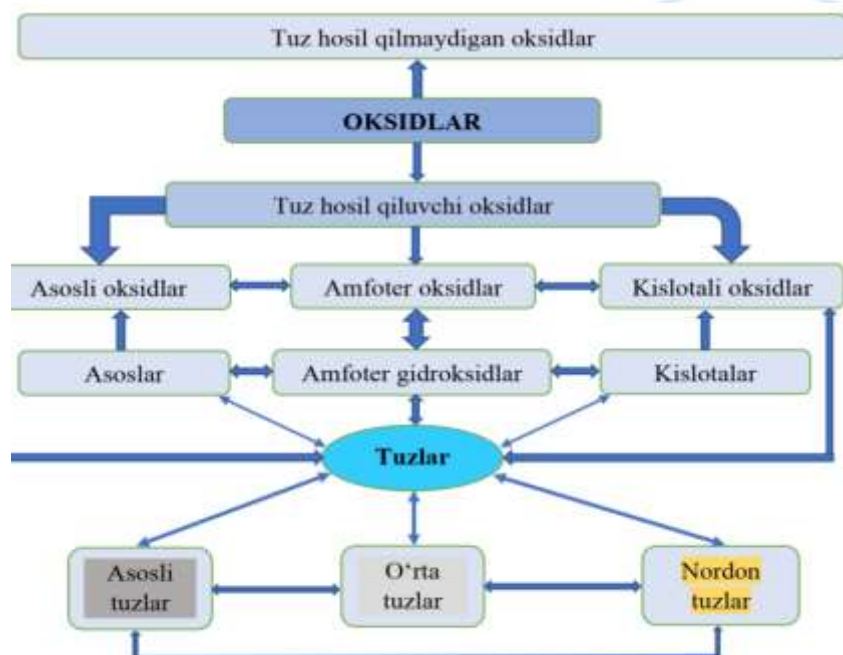 Tuz hosil qilmaydigan oksidlar
OKSIDLAR
Tuz hosil qiluvchi oksidlar
Asosli oksidlar
Amfoter oksidlar
Kislotali oksidlar
Asoslar
Amfoter gidroksidlar
Kislotalar
Tuzlar
Asosli
tuzlar
O‘rta
tuzlar
Nordon
tuzlar